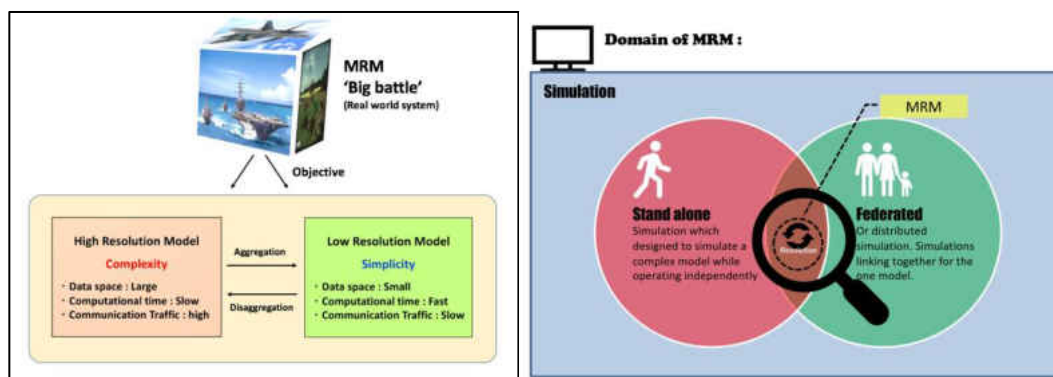 MRM
‘Big battle’
(Real world system)
Objective
High Resolution Model
Complexity
· Data space : Large
· Computational time : Slow
· Communication Traffic : high
Aggregation
Disaggregation
Low Resolution Model
Simplicity
· Data space : Small
· Computational time : Fast
· Communication Traffic : Slow
Domain of MRM :
Simulation
MRM
Stand alone
Simulation which
designed to simulate a
complex model while
operating independently
Federated
Or distributed
simulation. Simulations
linking together for the
one model.